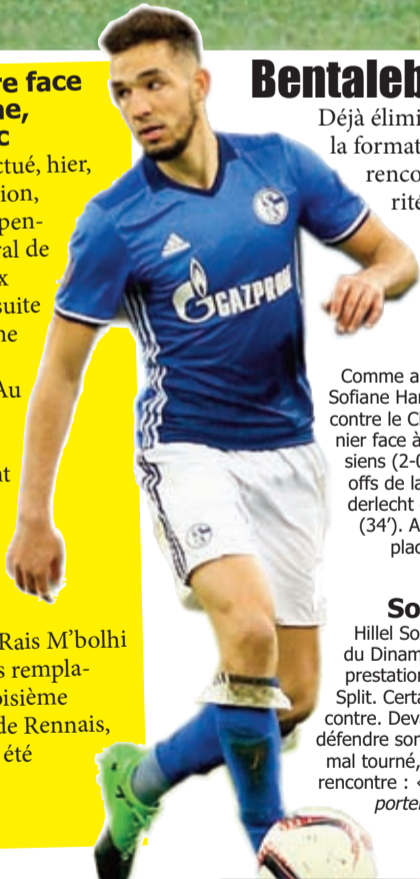 re face
ne,
c
ctué, hier,
ion,
pen-
ral de
x
suite
ne
Au
nt
Rais M'bolhi
s rempla-
oisième
de Rennais,
été
GAZPROM
Bentaleb
Déjà élimi
la format
renco
rité
Comme a
Sofiane Har
contre le Cl
nier face à
siens (2-0
offs de la
derlecht
(34'). A
plac
So
Hillel So
du Dinam
prestation
Split. Certa
contre. Dev
défendre sor
mal tourné,
rencontre : «
porte